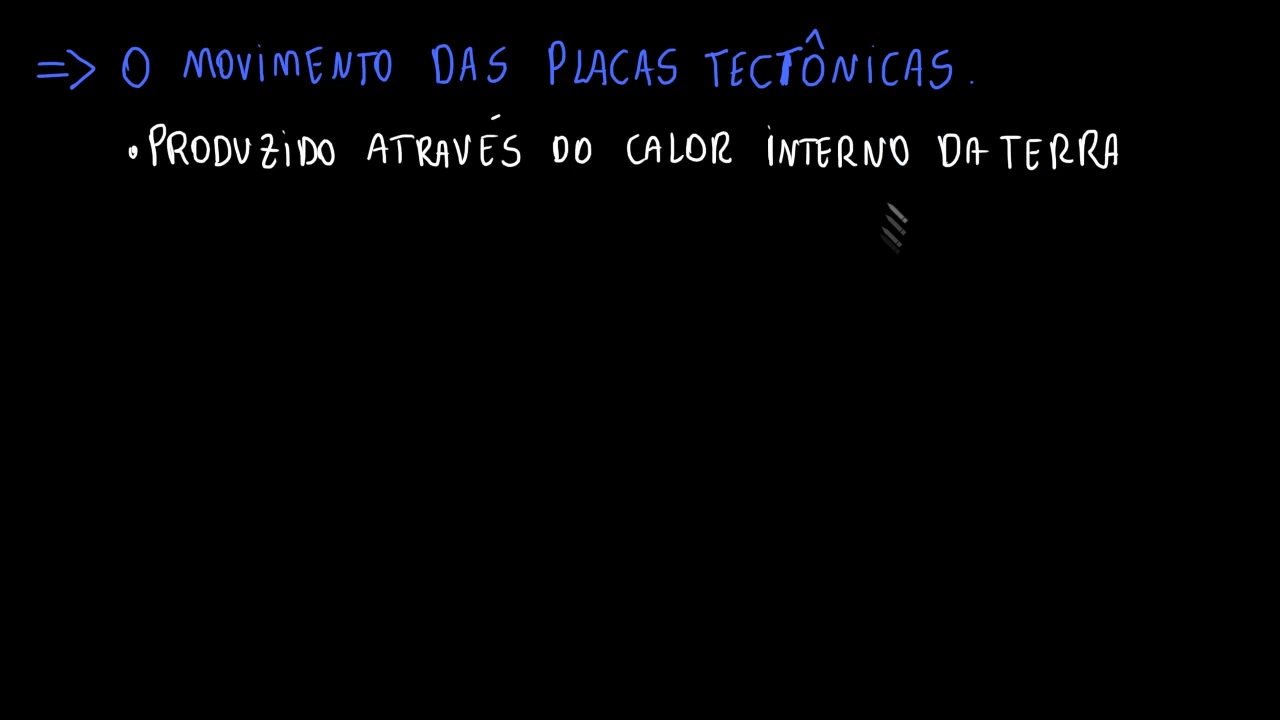 => O MOVIMENTO DAS PLACAS TECTÔNICAS.
• PRODUZIDO ATRAVÉS DO CALOR INTERNO DA TERRA